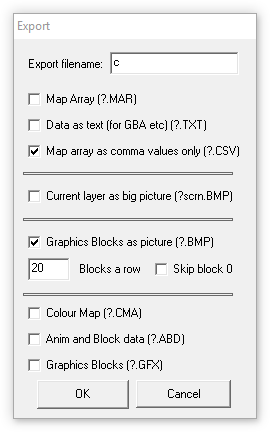 Export
Export filename: c
Map Array (?.MAR)
Data as text (for GBA etc) (?.TXT)
Map array as comma values only (?.CSV)
Current layer as big picture (?scrn.BMP)
Graphics Blocks as picture (?.BMP)
20 Blocks a row Skip block 0
Colour Map (?.CMA)
Anim and Block data (?.ABD)
Graphics Blocks (?.GFX)
OK Cancel